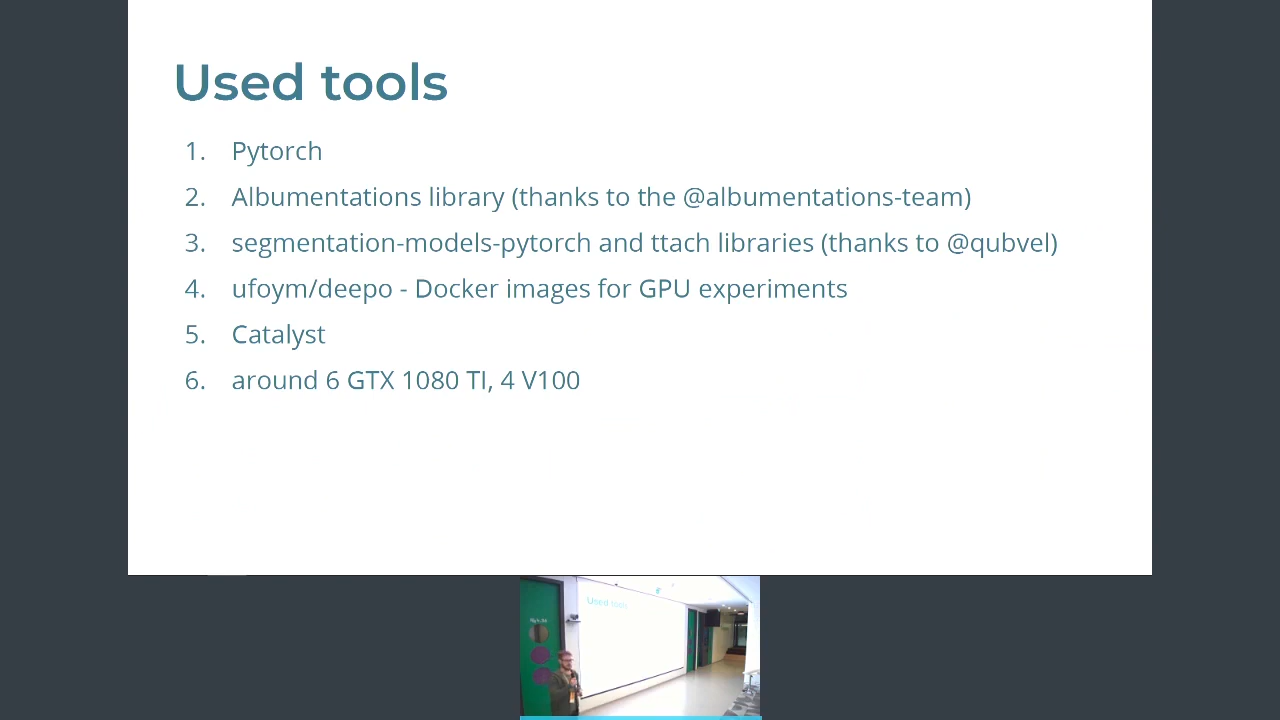 Used tools
1. Pytorch
2. Albumentations library (thanks to the @albumentations-team)
3. segmentation-models-pytorch and ttach libraries (thanks to @qubvel)
4. ufoym/deepo - Docker images for GPU experiments
5. Catalyst
6. around 6 GTX 1080 TI, 4 V100
Used tools